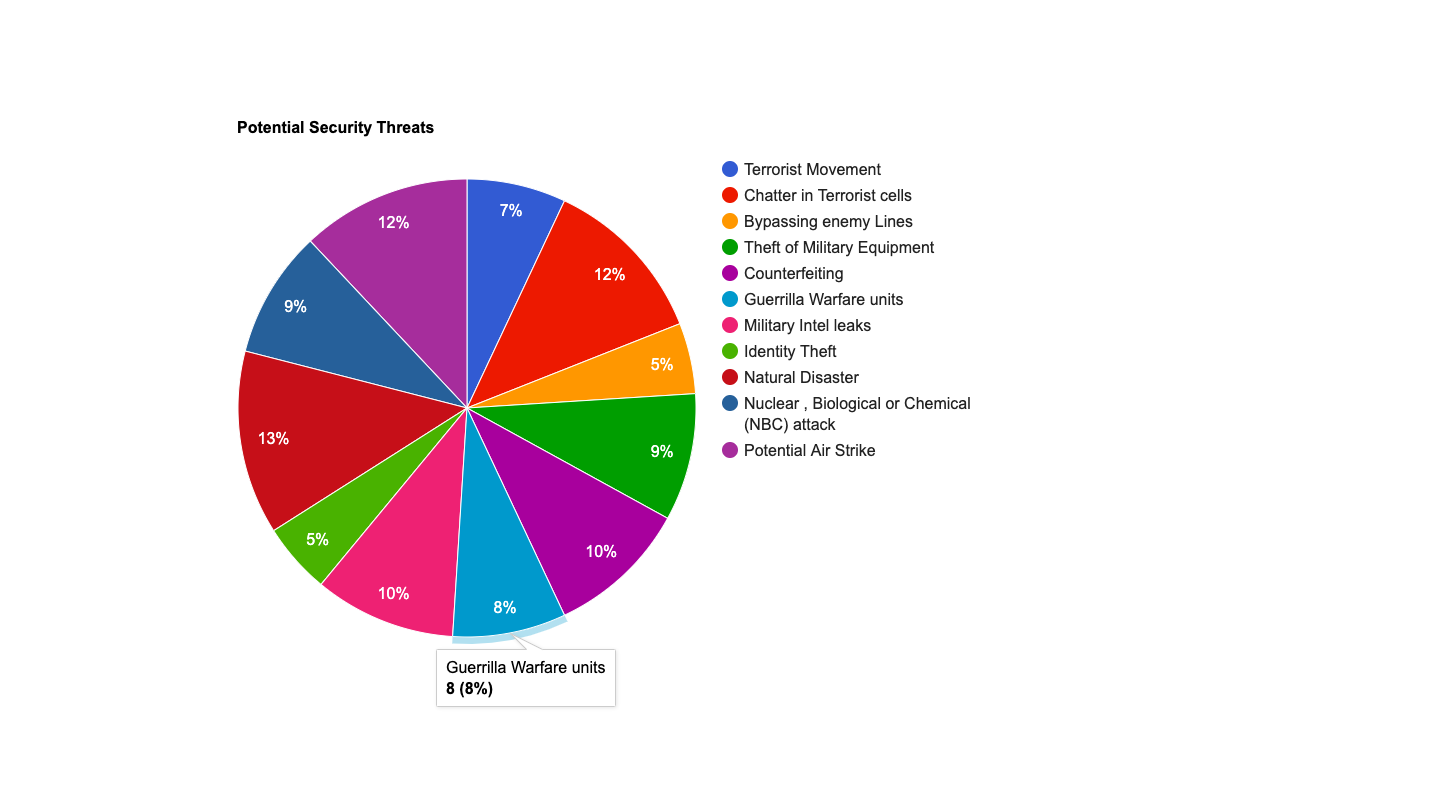 Potential Security Threats
Terrorist Movement
Chatter in Terrorist cells
Bypassing enemy Lines
Theft of Military Equipment
Counterfeiting
Guerrilla Warfare units
Military Intel leaks
Identity Theft
Natural Disaster
Nuclear , Biological or Chemical
(NBC) attack
Potential Air Strike
7%
12%
5%
9%
10%
8%
10%
5%
13%
9%
12%
Guerrilla Warfare units
8 (8%)